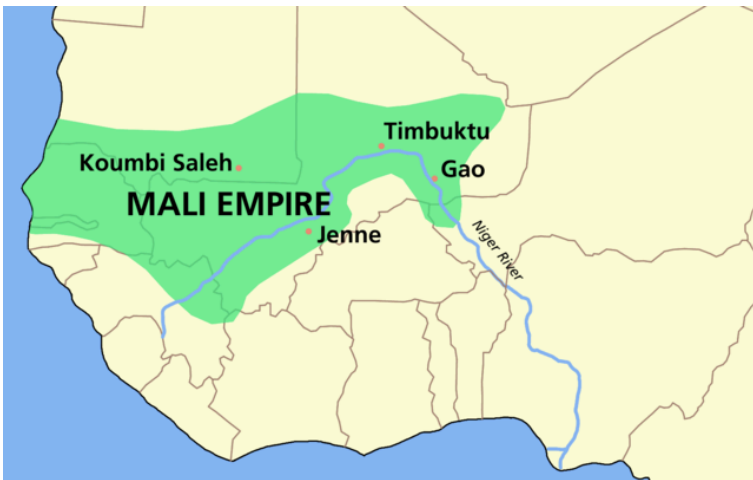 Timbuktu
Koumbi Saleh
Gao
MALI EMPIRE
Jenne
Niger River